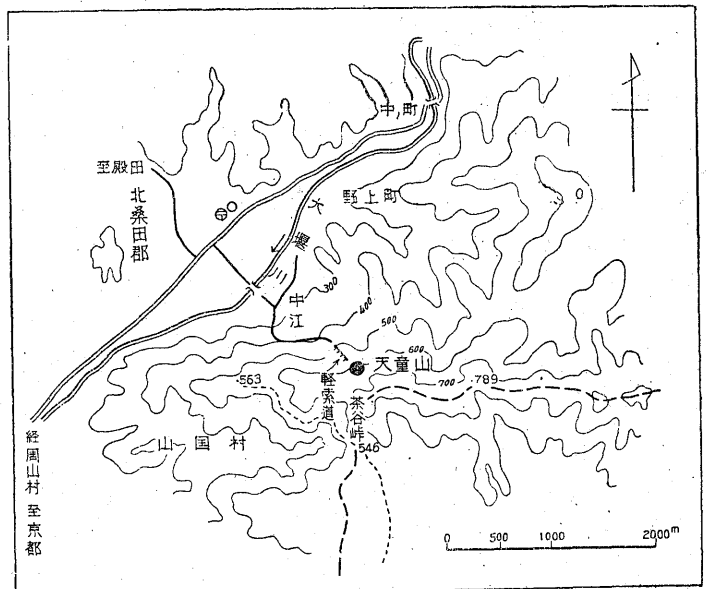 中町
至殿田
北桑田郡
野上町
大堰川
中江
300
400
500
600
700
天童山
789
563
軽索道
茶谷峠
546
山国村
経周山村至京都
0 500 1000 2000m